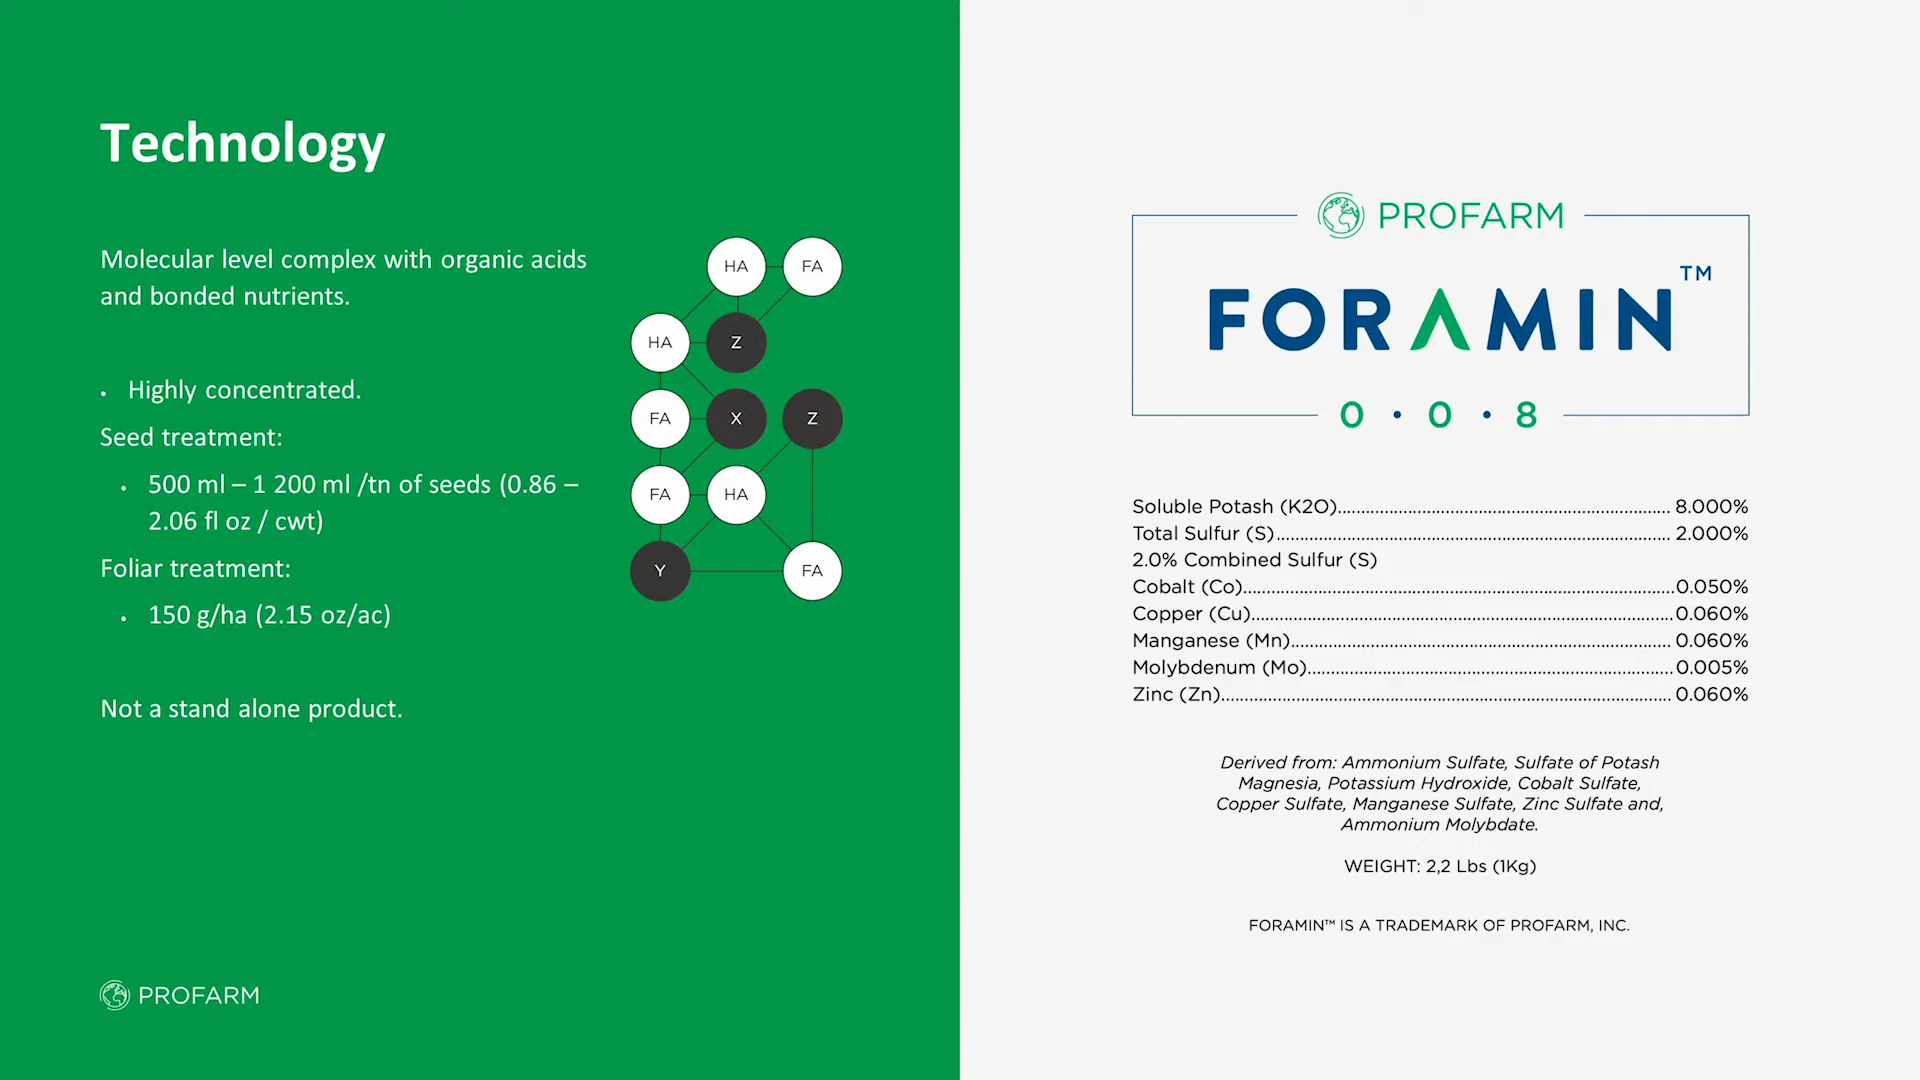 Technology
Molecular level complex with organic acids
and bonded nutrients.
• Highly concentrated.
Seed treatment:
• 500 ml – 1 200 ml /tn of seeds (0.86 –
2.06 fl oz / cwt)
Foliar treatment:
• 150 g/ha (2.15 oz/ac)
Not a stand alone product.
HA FA
HA Z
FA X Z
FA HA
Y FA
PROFARM
PROFARM
FORAMIN™
0 • 0 • 8
Soluble Potash (K2O)........................................................................ 8.000%
Total Sulfur (S)..................................................................................... 2.000%
2.0% Combined Sulfur (S)
Cobalt (Co)............................................................................................0.050%
Copper (Cu)..........................................................................................0.060%
Manganese (Mn)................................................................................. 0.060%
Molybdenum (Mo)..............................................................................0.005%
Zinc (Zn)................................................................................................ 0.060%
Derived from: Ammonium Sulfate, Sulfate of Potash
Magnesia, Potassium Hydroxide, Cobalt Sulfate,
Copper Sulfate, Manganese Sulfate, Zinc Sulfate and,
Ammonium Molybdate.
WEIGHT: 2,2 Lbs (1Kg)
FORAMIN™ IS A TRADEMARK OF PROFARM, INC.